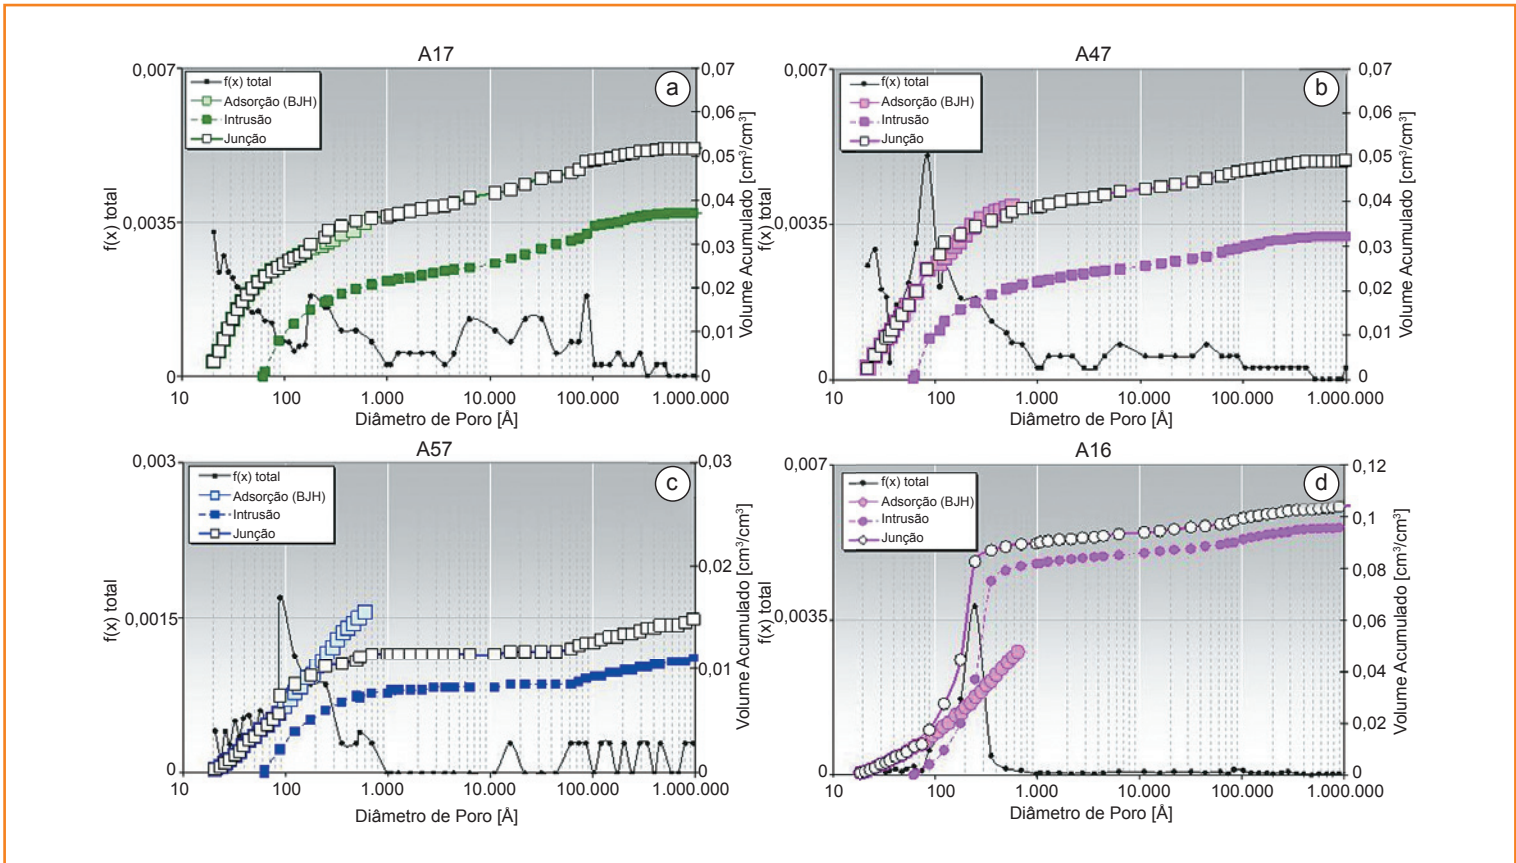 A17
0,007
0,0035
0
f(x) total
f(x) total
Adsorção (BJH)
Intrusão
Junção
a
0,07
0,06
0,05
0,04
0,03
0,02
0,01
0
Volume Acumulado [cm³/cm³]
10
100
1.000
10.000
100.000
1.000.000
Diâmetro de Poro [Å]
A47
0,007
0,0035
0
f(x) total
f(x) total
Adsorção (BJH)
Intrusão
Junção
b
0,07
0,06
0,05
0,04
0,03
0,02
0,01
0
Volume Acumulado [cm³/cm³]
10
100
1.000
10.000
100.000
1.000.000
Diâmetro de Poro [Å]
A57
0,003
0,0015
0
f(x) total
f(x) total
Adsorção (BJH)
Intrusão
Junção
c
0,03
0,02
0,01
0
Volume Acumulado [cm³/cm³]
10
100
1.000
10.000
100.000
1.000.000
Diâmetro de Poro [Å]
A16
0,007
0,0035
0
f(x) total
f(x) total
Adsorção (BJH)
Intrusão
Junção
d
0,12
0,1
0,08
0,06
0,04
0,02
0
Volume Acumulado [cm³/cm³]
10
100
1.000
10.000
100.000
1.000.000
Diâmetro de Poro [Å]